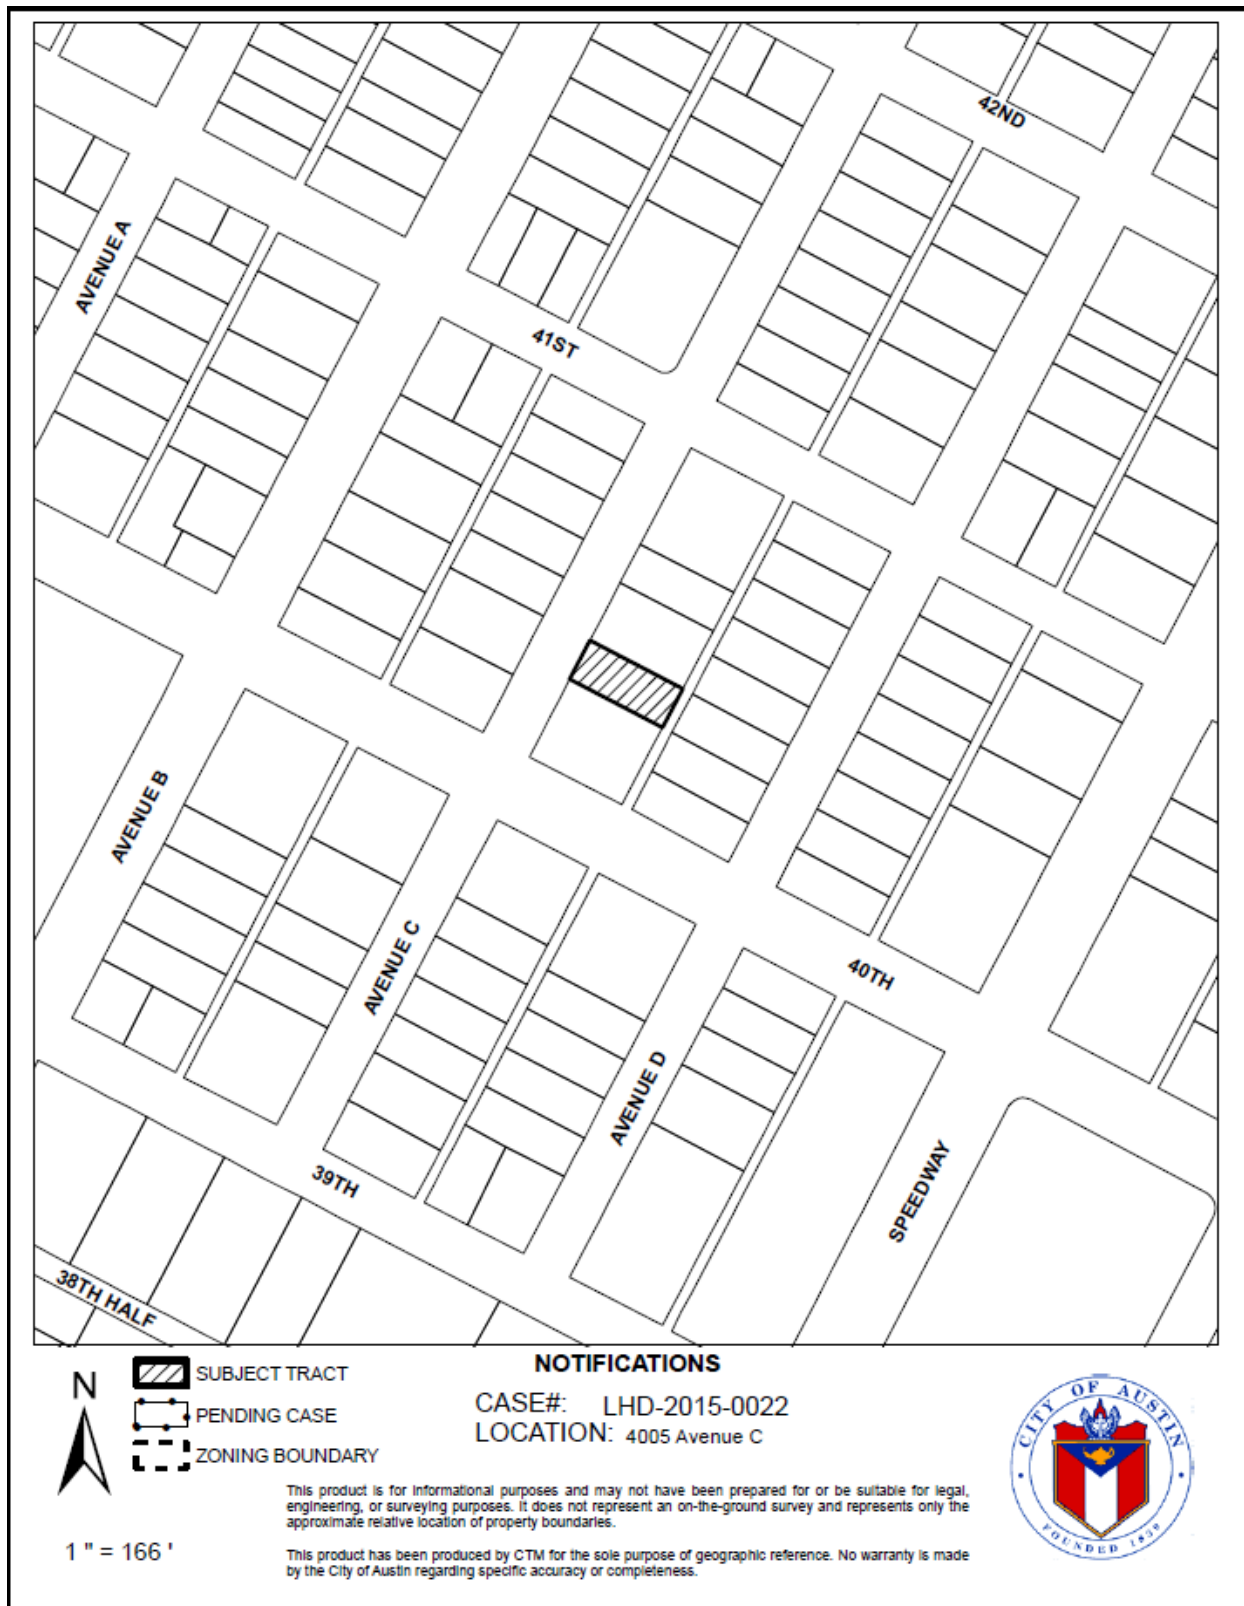 42ND
AVENUE A
41ST
AVENUE B
AVENUE C
40TH
AVENUE D
39TH
SPEEDWAY
38TH HALF
N
SUBJECT TRACT
PENDING CASE
ZONING BOUNDARY
1 " = 166 '
NOTIFICATIONS
CASE#: LHD-2015-0022
LOCATION: 4005 Avenue C
This product is for informational purposes and may not have been prepared for or be suitable for legal,
engineering, or surveying purposes. It does not represent an on-the-ground survey and represents only the
approximate relative location of property boundaries.
This product has been produced by CTM for the sole purpose of geographic reference. No warranty is made
by the City of Austin regarding specific accuracy or completeness.
CITY OF AUSTIN
FOUNDED 1839